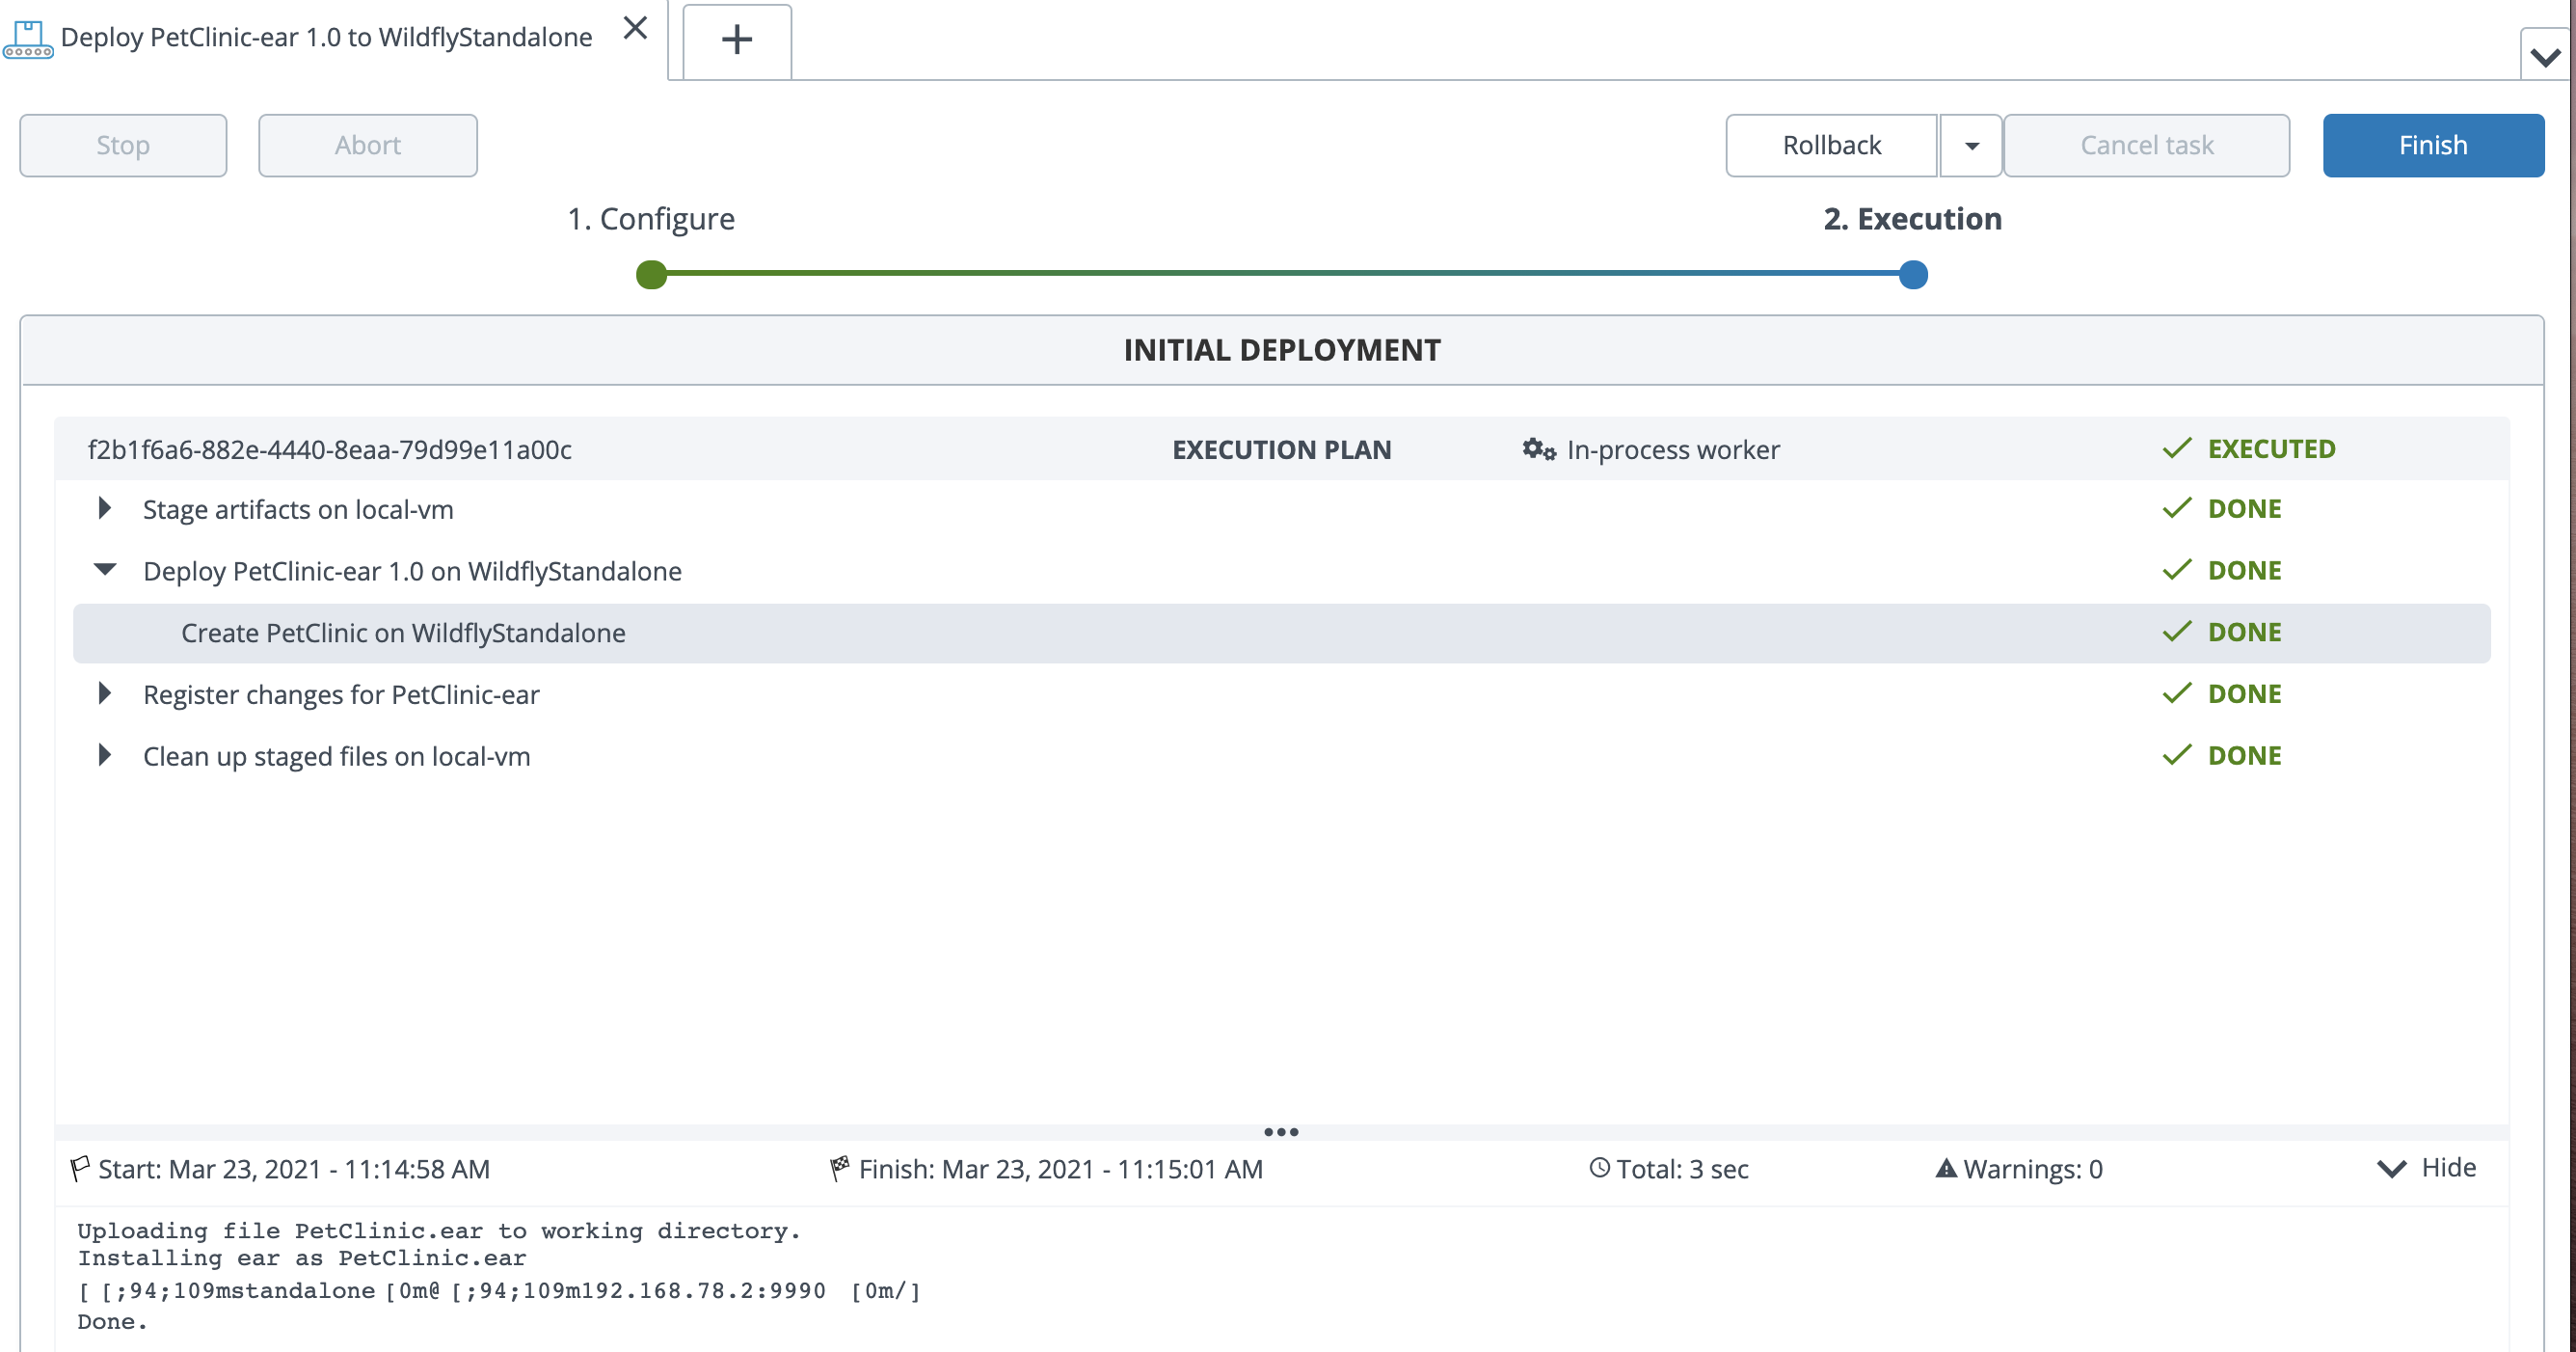 Deploy PetClinic-ear 1.0 to WildflyStandalone
Stop Abort Rollback Cancel task Finish
1. Configure 2. Execution
INITIAL DEPLOYMENT
f2b1f6a6-882e-4440-8eaa-79d99e11a00c EXECUTION PLAN In-process worker EXECUTED
Stage artifacts on local-vm DONE
Deploy PetClinic-ear 1.0 on WildflyStandalone DONE
Create PetClinic on WildflyStandalone DONE
Register changes for PetClinic-ear DONE
Clean up staged files on local-vm DONE
Start: Mar 23, 2021 - 11:14:58 AM Finish: Mar 23, 2021 - 11:15:01 AM Total: 3 sec Warnings: 0 Hide
Uploading file PetClinic.ear to working directory.
Installing ear as PetClinic.ear
[ [;94;109mstandalone [0m@ [;94;109m192.168.78.2:9990 [0m/]
Done.